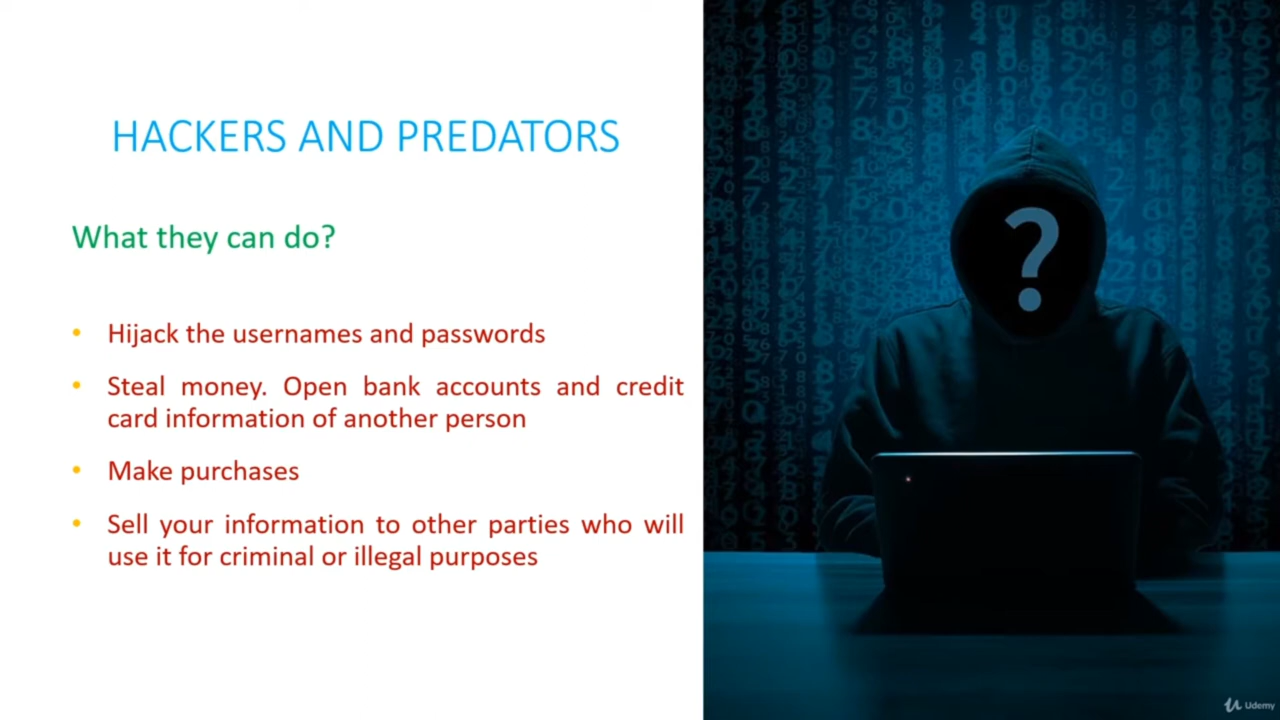 HACKERS AND PREDATORS
What they can do?
• Hijack the usernames and passwords
• Steal money. Open bank accounts and credit
card information of another person
• Make purchases
• Sell your information to other parties who will
use it for criminal or illegal purposes
?
Udemy